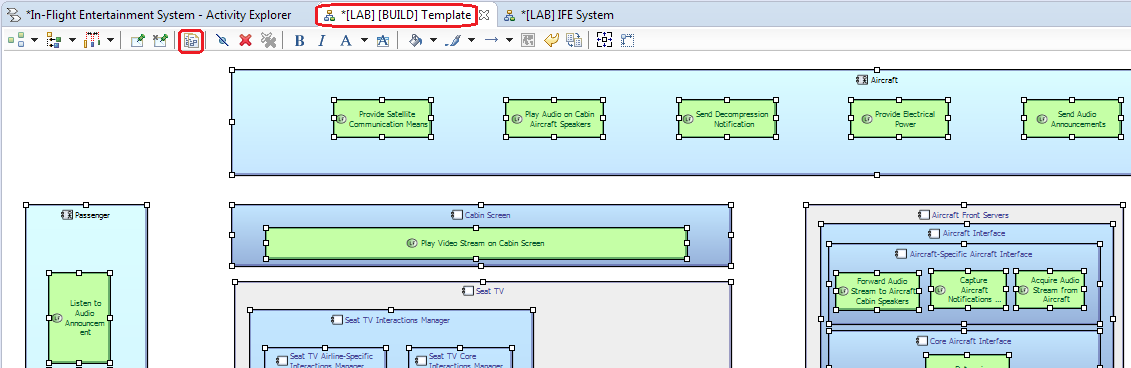 *In-Flight Entertainment System - Activity Explorer
*[LAB] [BUILD] Template
*[LAB] IFE System
B I A A
Aircraft
Provide Satellite
Communication Means
Play Audio on Cabin
Aircraft Speakers
Send Decompression
Notification
Provide Electrical
Power
Send Audio
Announcements
Passenger
Listen to
Audio
Announcem
ent
Cabin Screen
Play Video Stream on Cabin Screen
Seat TV
Seat TV Interactions Manager
Seat TV Airline-Specific
Interactions Manager
Seat TV Core
Interactions Manager
Aircraft Front Servers
Aircraft Interface
Aircraft-Specific Aircraft Interface
Forward Audio
Stream to Aircraft
Cabin Speakers
Capture
Aircraft
Notifications ...
Acquire Audio
Stream from
Aircraft
Core Aircraft Interface